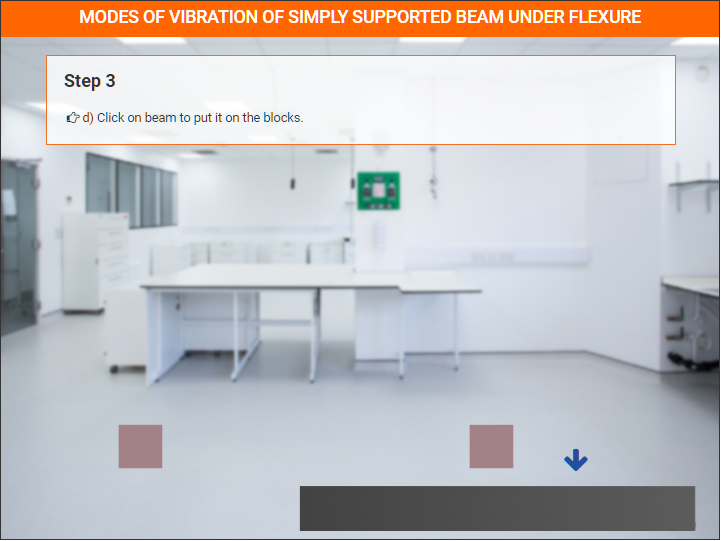 MODES OF VIBRATION OF SIMPLY SUPPORTED BEAM UNDER FLEXURE
Step 3
d) Click on beam to put it on the blocks.